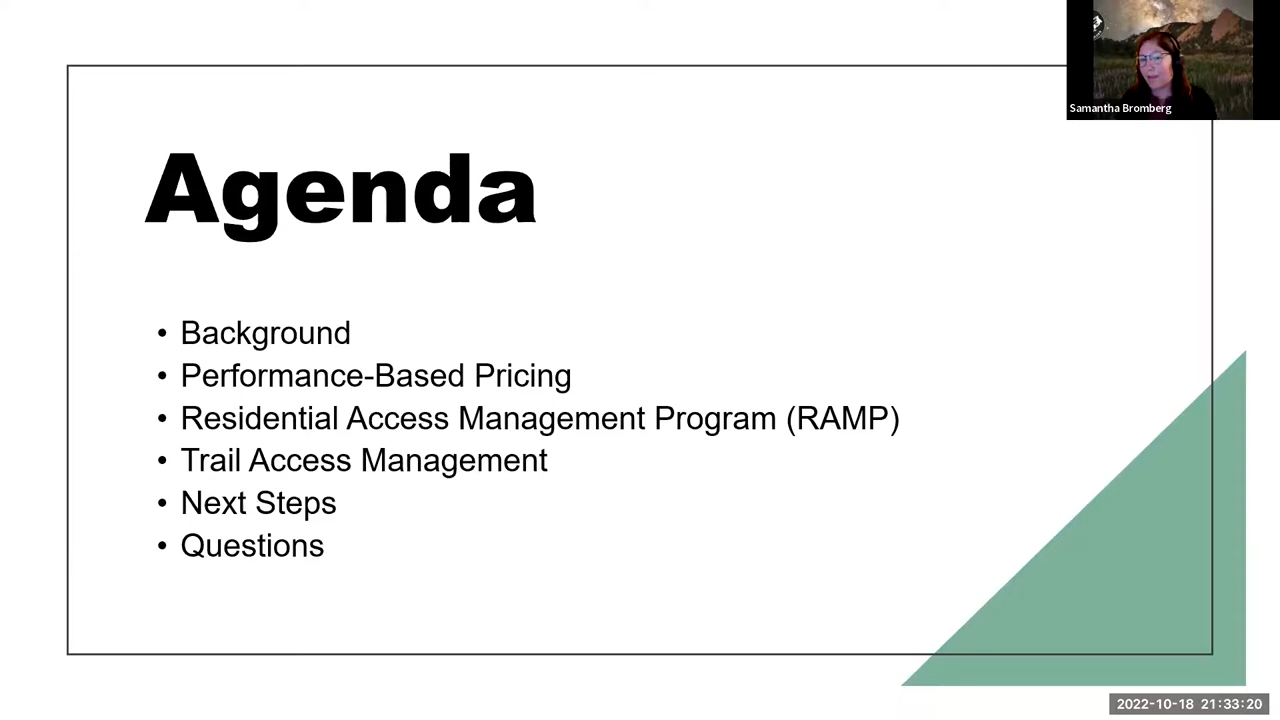 Samantha Bromberg
Agenda
• Background
• Performance-Based Pricing
• Residential Access Management Program (RAMP)
• Trail Access Management
• Next Steps
• Questions
2022-10-18 21:33:20